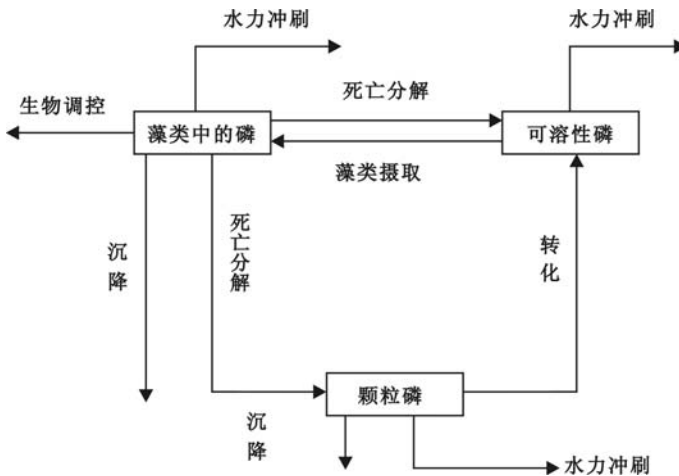 水力冲刷
水力冲刷
生物调控
死亡分解
藻类中的磷
可溶性磷
藻类摄取
沉降
死亡分解
转化
颗粒磷
沉降
水力冲刷